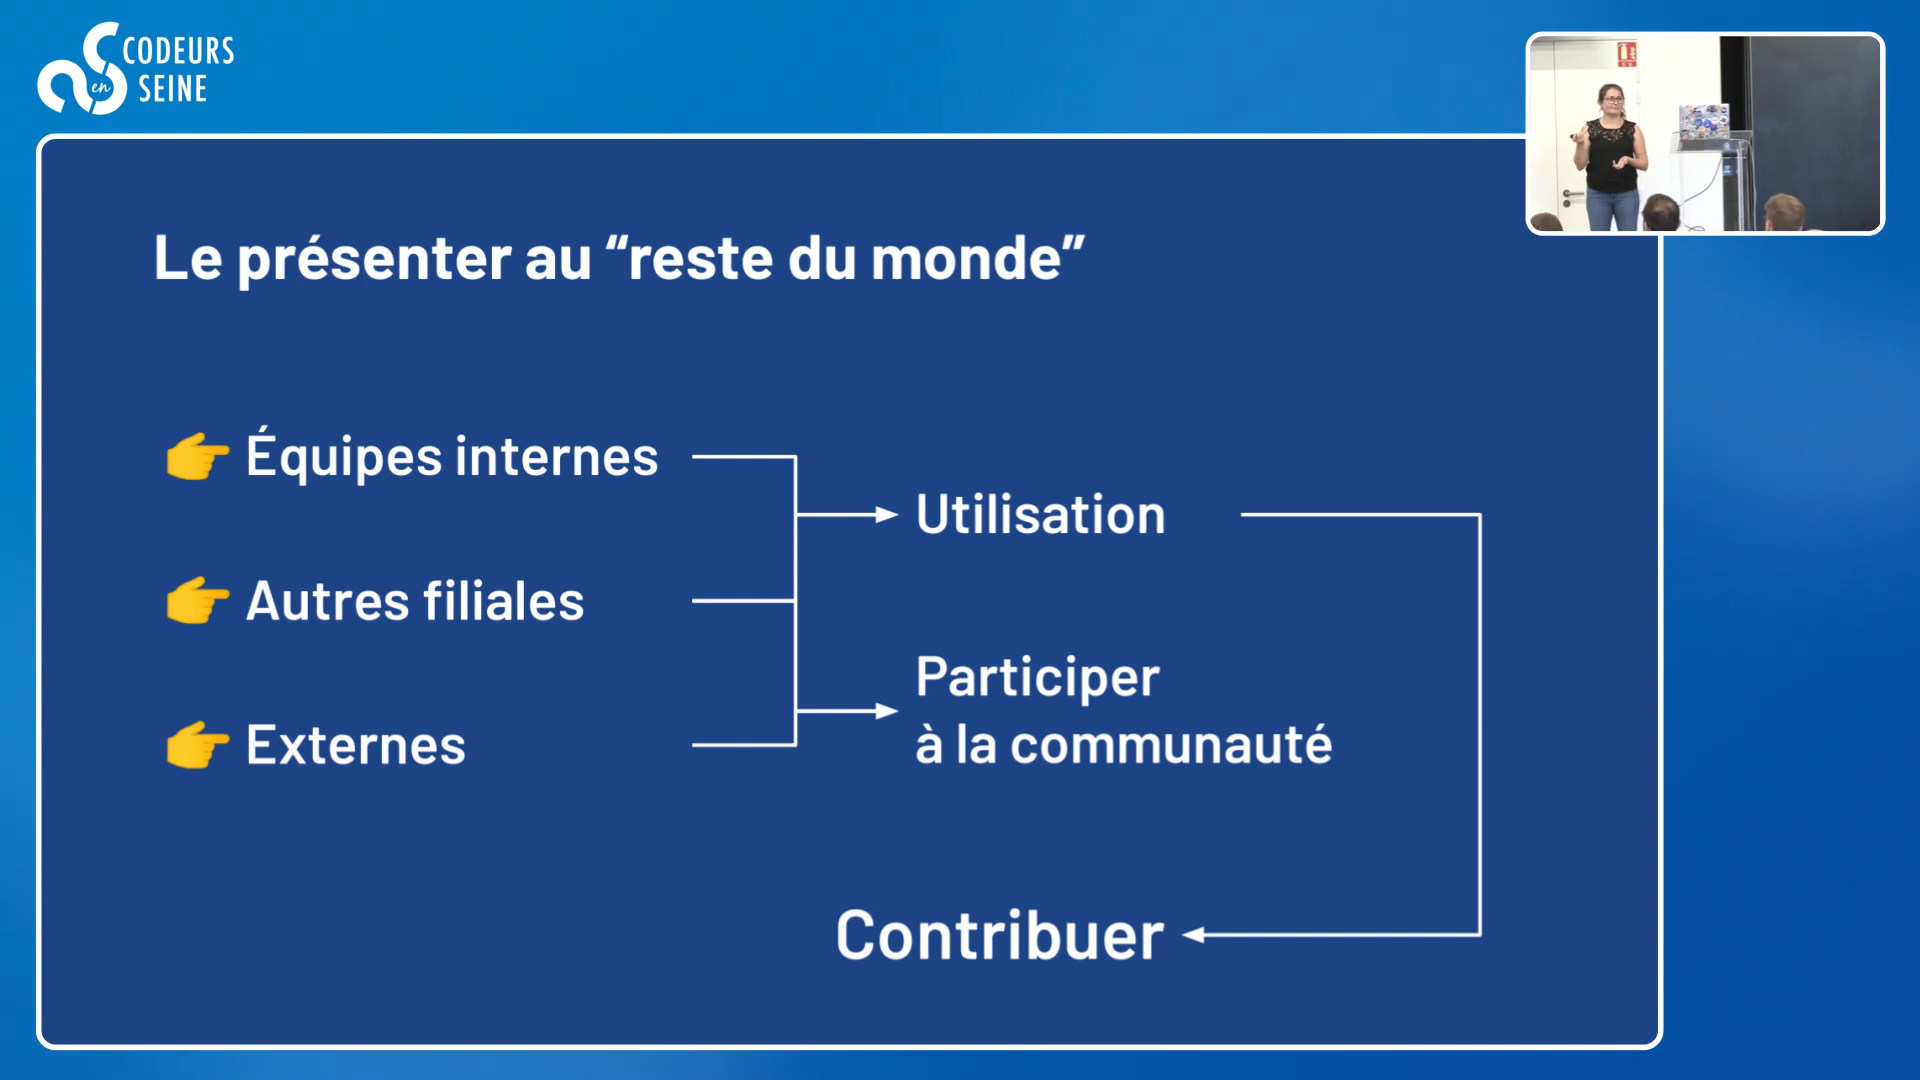 CODEURS
en
SEINE
Le présenter au “reste du monde”
👉 Équipes internes
Utilisation
👉 Autres filiales
Participer
à la communauté
👉 Externes
Contribuer